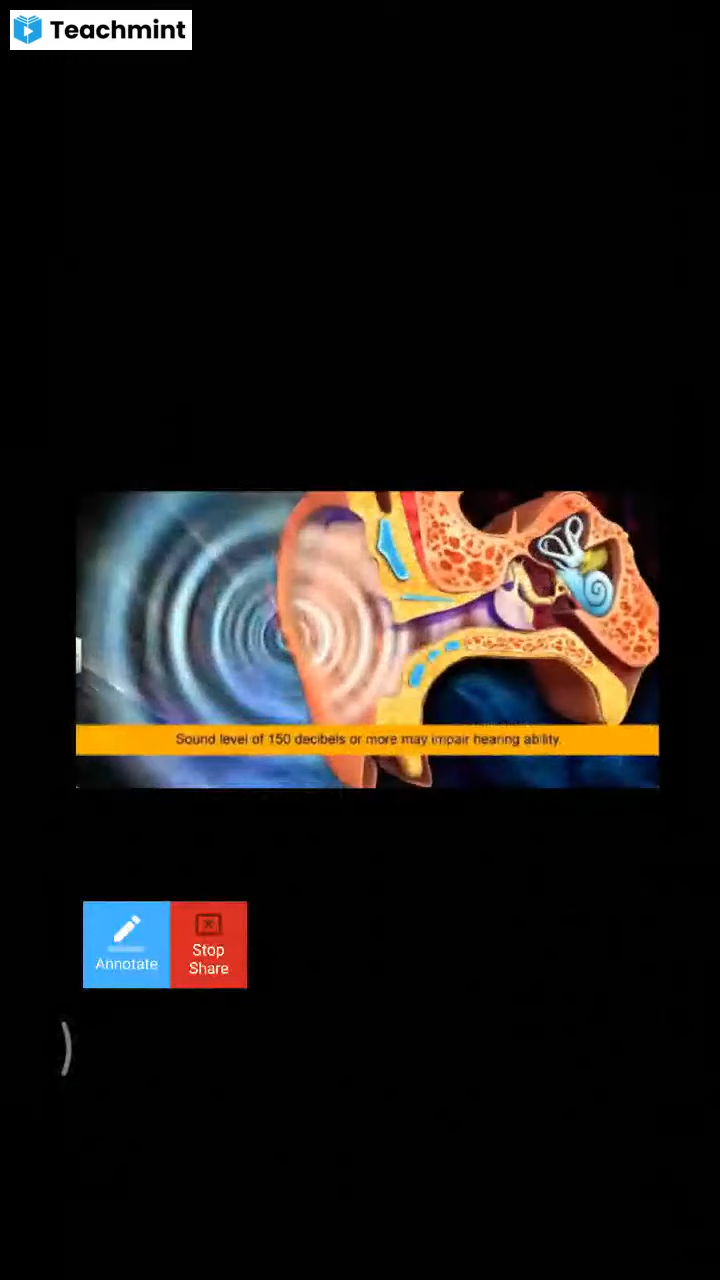 Teachmint
Sound level of 150 decibels or more may impair hearing ability.
Annotate
Stop
Share